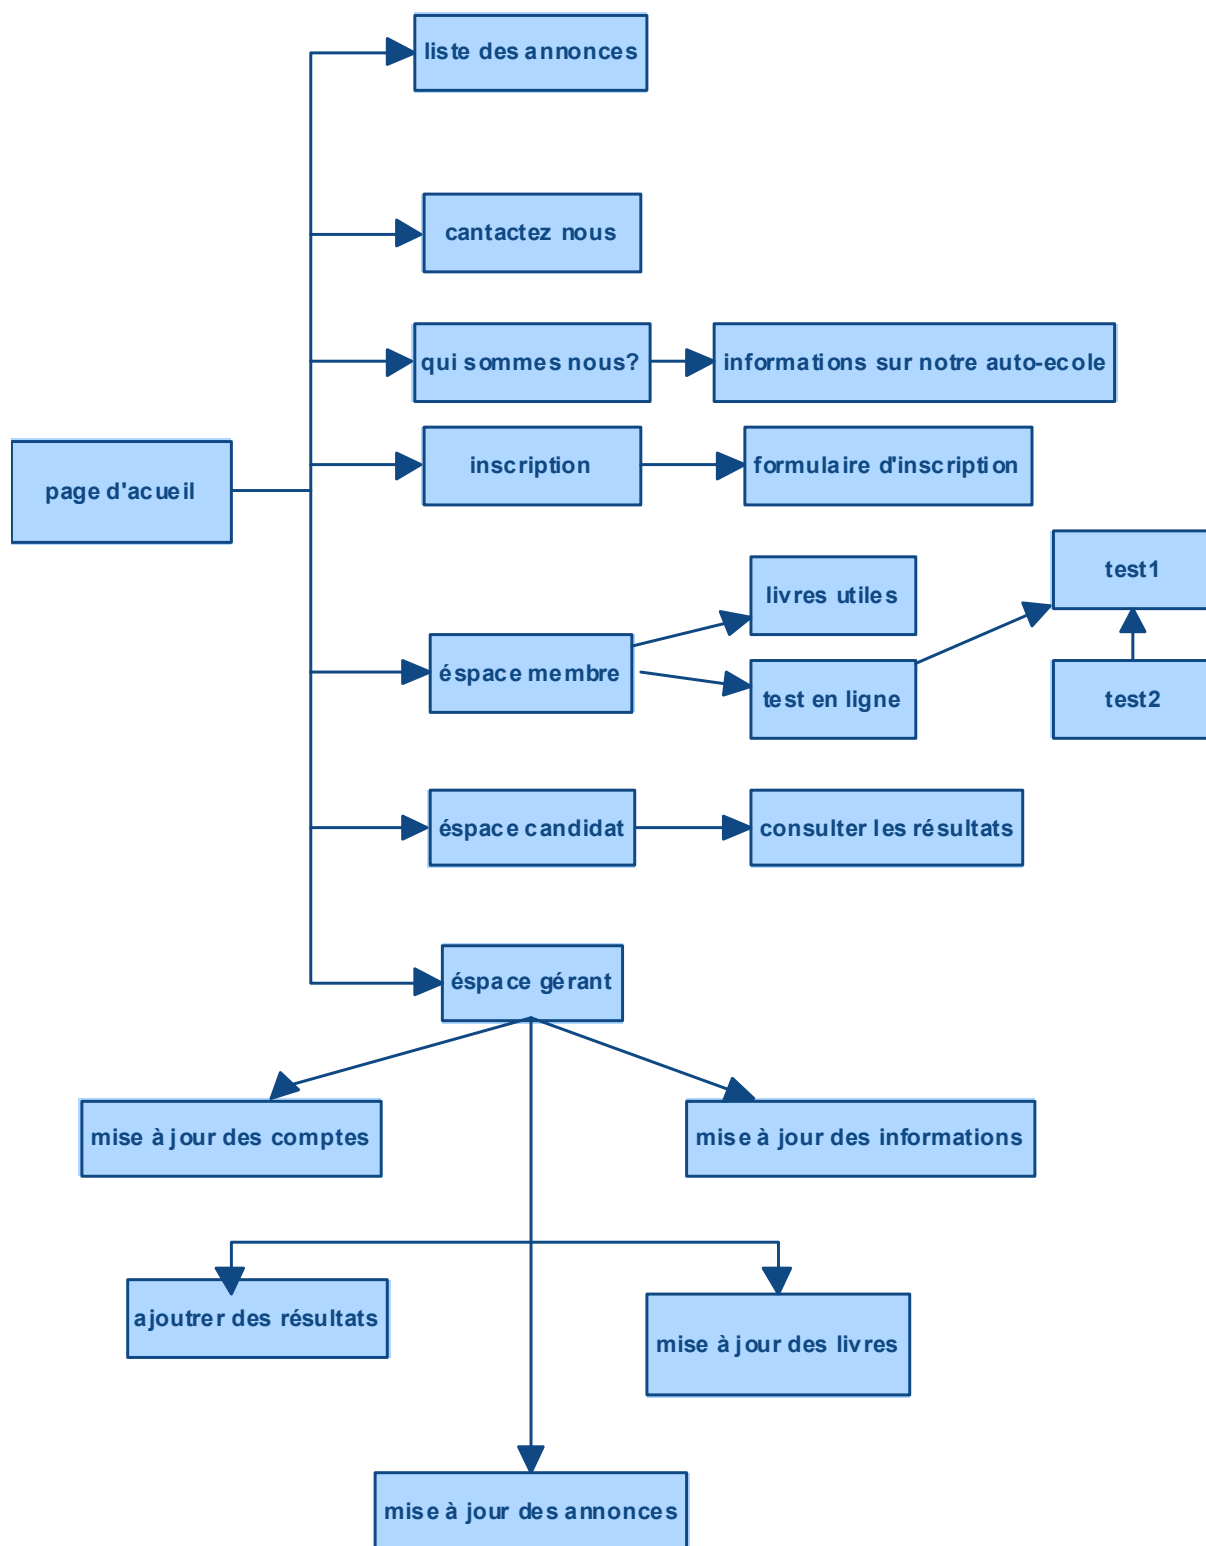 liste des annonces
cantactez nous
qui sommes nous?
informations sur notre auto-ecole
inscription
formulaire d'inscription
page d'acueil
test1
livres utiles
éspace membre
test en ligne
test2
éspace candidat
consulter les résultats
éspace gérant
mise à jour des comptes
mise à jour des informations
ajoutrer des résultats
mise à jour des livres
mise à jour des annonces